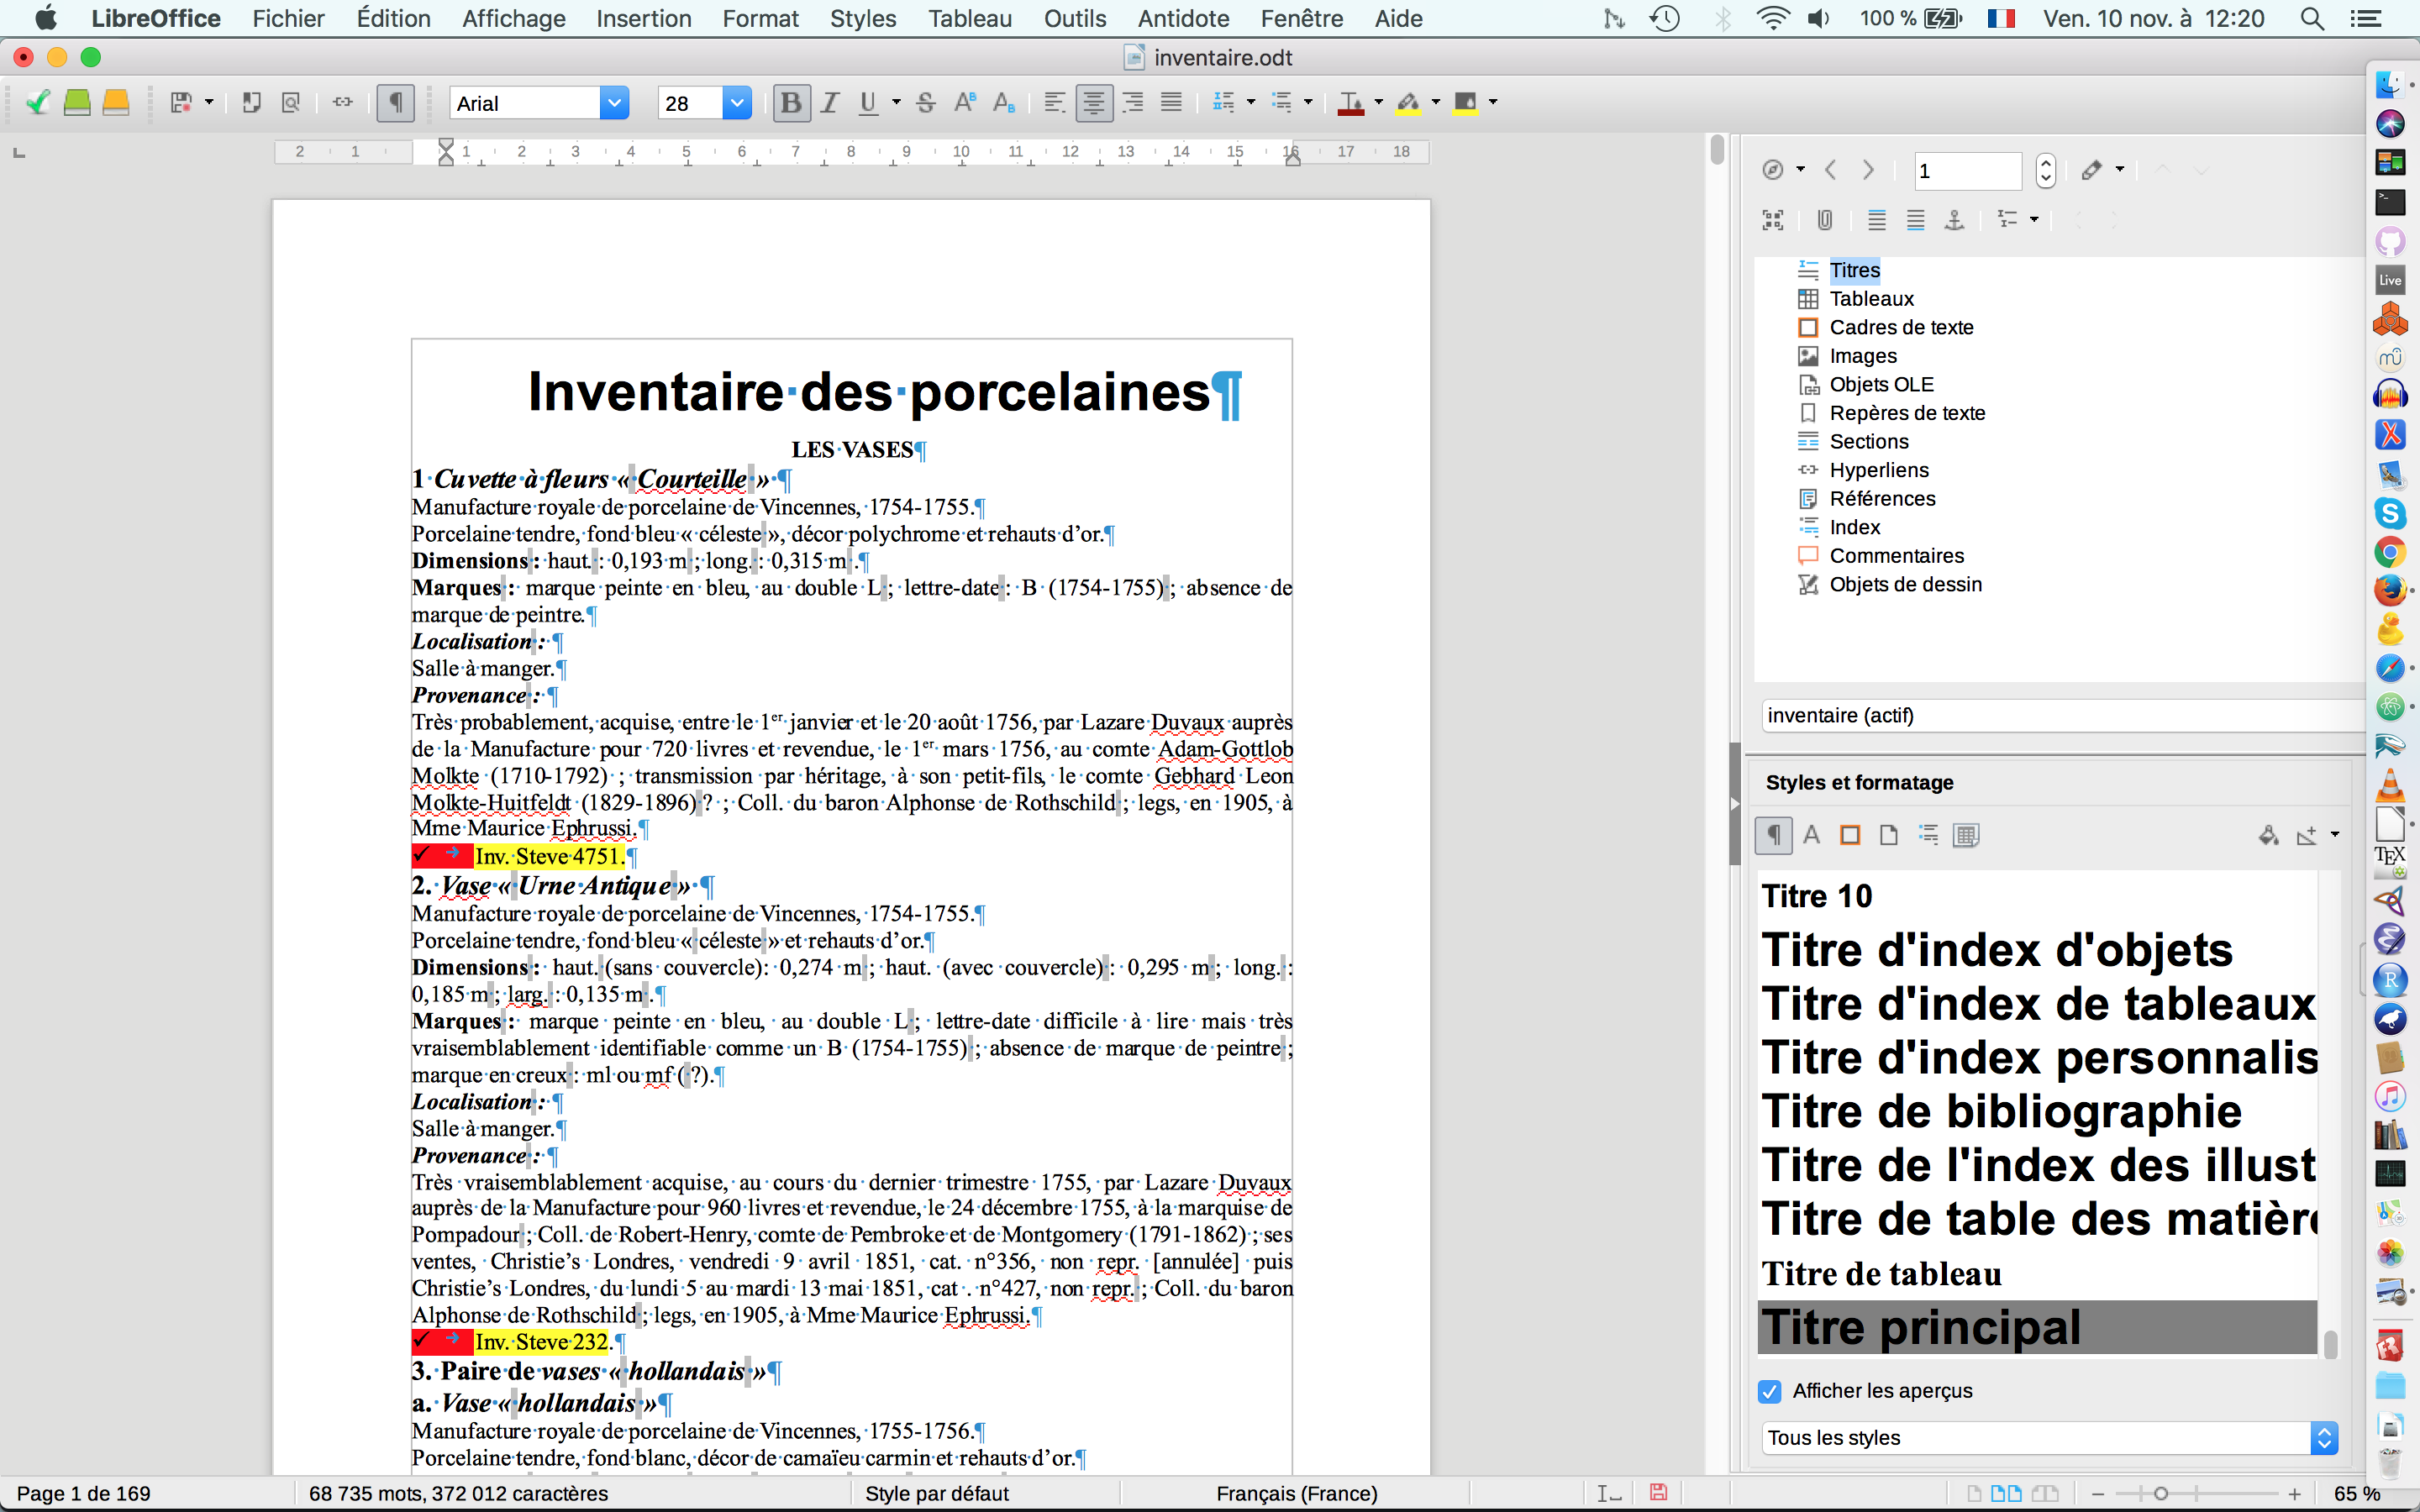 LibreOffice Fichier Édition Affichage Insertion Format Styles Tableau Outils Antidote Fenêtre Aide 100 % Ven. 10 nov. à 12:20
inventaire.odt
Arial 28
2 1 1 2 3 4 5 6 7 8 9 10 11 12 13 14 15 16 17 18
1
Titres
Tableaux
Cadres de texte
Images
Objets OLE
Repères de texte
Sections
Hyperliens
Références
Index
Commentaires
Objets de dessin
inventaire (actif)
Styles et formatage
Titre 10
Titre d'index d'objets
Titre d'index de tableaux
Titre d'index personnalis
Titre de bibliographie
Titre de l'index des illust
Titre de table des matière
Titre de tableau
Titre principal
Afficher les aperçus
Tous les styles
Inventaire·des·porcelaines¶
LES·VASES¶
1·Cuvette·à·fleurs·«·Courteille·»·¶
Manufacture·royale·de·porcelaine·de·Vincennes,·1754-1755.¶
Porcelaine·tendre,·fond·bleu·«·céleste·»,·décor·polychrome·et·rehauts·d’or.¶
Dimensions·:·haut.·:·0,193·m·;·long.·:·0,315·m·.¶
Marques·:·marque·peinte·en·bleu,·au·double·L·;·lettre-date·:·B·(1754-1755)·;·absence·de
marque·de·peintre.¶
Localisation·:·¶
Salle·à·manger.¶
Provenance·:·¶
Très·probablement,·acquise,·entre·le·1er·janvier·et·le·20·août·1756,·par·Lazare·Duvaux·auprès
de·la·Manufacture·pour·720·livres·et·revendue,·le·1er·mars·1756,·au·comte·Adam-Gottlob
Molkte·(1710-1792)·;·transmission·par·héritage,·à·son·petit-fils,·le·comte·Gebhard·Leon
Molkte-Huitfeldt·(1829-1896)·?·;·Coll.·du·baron·Alphonse·de·Rothschild·;·legs,·en·1905,·à
Mme·Maurice·Ephrussi.¶
✓ → Inv.·Steve·4751.¶
2.·Vase·«·Urne·Antique·»·¶
Manufacture·royale·de·porcelaine·de·Vincennes,·1754-1755.¶
Porcelaine·tendre,·fond·bleu·«·céleste·»·et·rehauts·d’or.¶
Dimensions·:·haut.·(sans·couvercle):·0,274·m·;·haut.·(avec·couvercle)·:·0,295·m·;·long.·:
0,185·m·;·larg.·:·0,135·m·.¶
Marques·:·marque·peinte·en·bleu,·au·double·L·;·lettre-date·difficile·à·lire·mais·très
vraisemblablement·identifiable·comme·un·B·(1754-1755)·;·absence·de·marque·de·peintre·;
marque·en·creux·:·ml·ou·mf·(·?).¶
Localisation·:·¶
Salle·à·manger.¶
Provenance·:·¶
Très·vraisemblablement·acquise,·au·cours·du·dernier·trimestre·1755,·par·Lazare·Duvaux
auprès·de·la·Manufacture·pour·960·livres·et·revendue,·le·24·décembre·1755,·à·la·marquise·de
Pompadour·;·Coll.·de·Robert-Henry,·comte·de·Pembroke·et·de·Montgomery·(1791-1862)·;·ses
ventes,·Christie’s·Londres,·vendredi·9·avril·1851,·cat.·n°356,·non·repr.·[annulée]·puis
Christie’s·Londres,·du·lundi·5·au·mardi·13·mai·1851,·cat·.·n°427,·non·repr.·;·Coll.·du·baron
Alphonse·de·Rothschild·;·legs,·en·1905,·à·Mme·Maurice·Ephrussi.¶
✓ → Inv.·Steve·232.¶
3.·Paire·de·vases·«·hollandais·»¶
a.·Vase·«·hollandais·»¶
Manufacture·royale·de·porcelaine·de·Vincennes,·1755-1756.¶
Porcelaine·tendre,·fond·blanc,·décor·de·camaïeu·carmin·et·rehauts·d’or.¶
Live
TEX
Page 1 de 169 68 735 mots, 372 012 caractères Style par défaut Français (France) 65 %